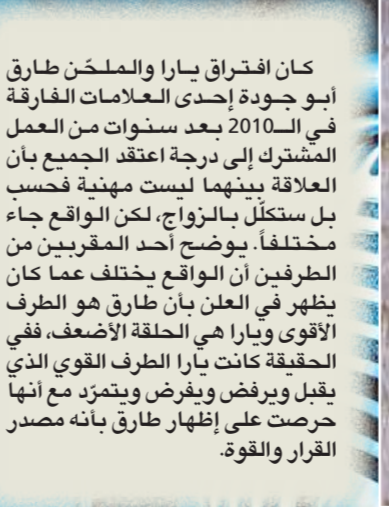 كان افتراق يارا والملحّن طارق
أبو جودة إحدى العلامات الفارقة
في الـ2010 بعد سنوات من العمل
المشترك إلى درجة اعتقد الجميع بأن
العلاقة بينهما ليست مهنية فحسب
بل ستكلّل بالزواج، لكن الواقع جاء
مختلفاً. يوضح أحد المقربين من
الطرفين أن الواقع يختلف عما كان
يظهر في العلن بأن طارق هو الطرف
الأقوى ويارا هي الحلقة الأضعف، ففي
الحقيقة كانت يارا الطرف القوي الذي
يقبل ويرفض ويفرض ويتمرّد مع أنها
حرصت على إظهار طارق بأنه مصدر
القرار والقوة.